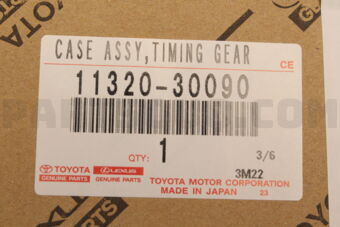 CASE ASSY,TIMING GEAR
CE
11320-30090
QTY: 1 3/6
TOYOTA LEXUS 3M22
GENUINE PARTS GENUINE PARTS TOYOTA MOTOR CORPORATION
MADE IN JAPAN 23